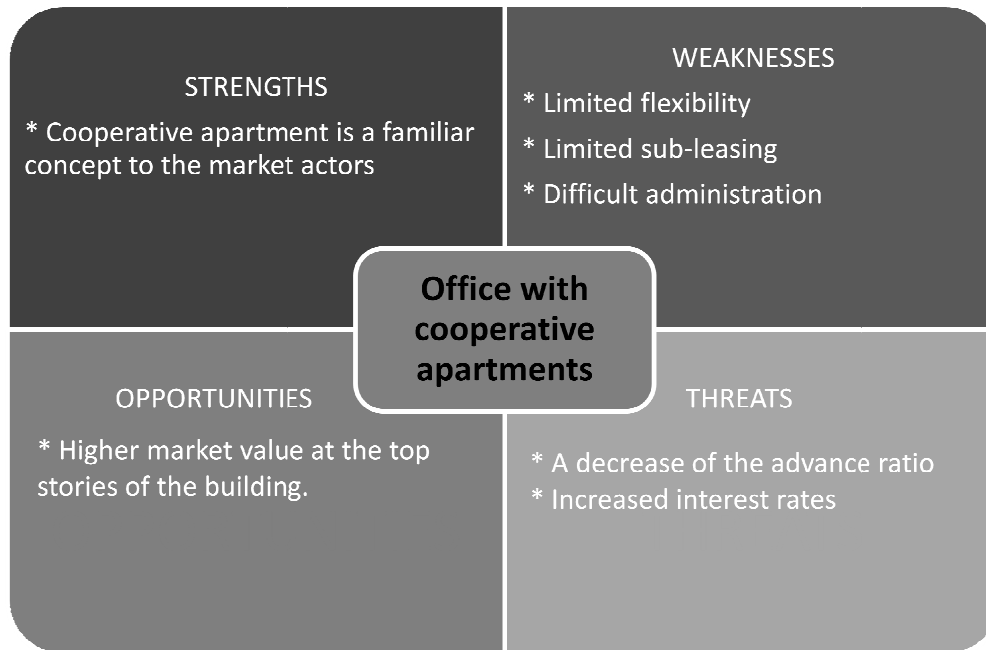 STRENGTHS
* Cooperative apartment is a familiar
concept to the market actors
WEAKNESSES
* Limited flexibility
* Limited sub-leasing
* Difficult administration
Office with
cooperative
apartments
OPPORTUNITIES
* Higher market value at the top
stories of the building.
THREATS
* A decrease of the advance ratio
* Increased interest rates